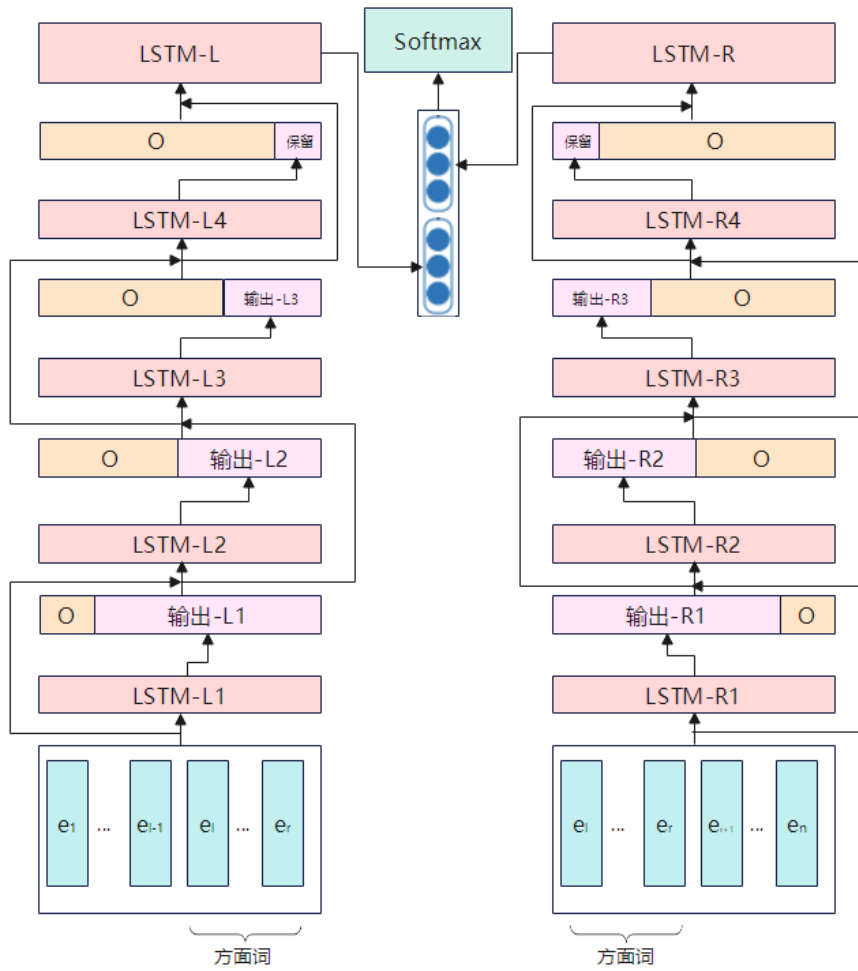 LSTM-L
Softmax
LSTM-R
O
保留
保留
O
LSTM-L4
LSTM-R4
O
输出-L3
输出-R3
O
LSTM-L3
LSTM-R3
O
输出-L2
输出-R2
O
LSTM-L2
LSTM-R2
O
输出-L1
输出-R1
O
LSTM-L1
LSTM-R1
e1 ... el-1 el ... er
el ... er er+1 ... en
方面词
方面词